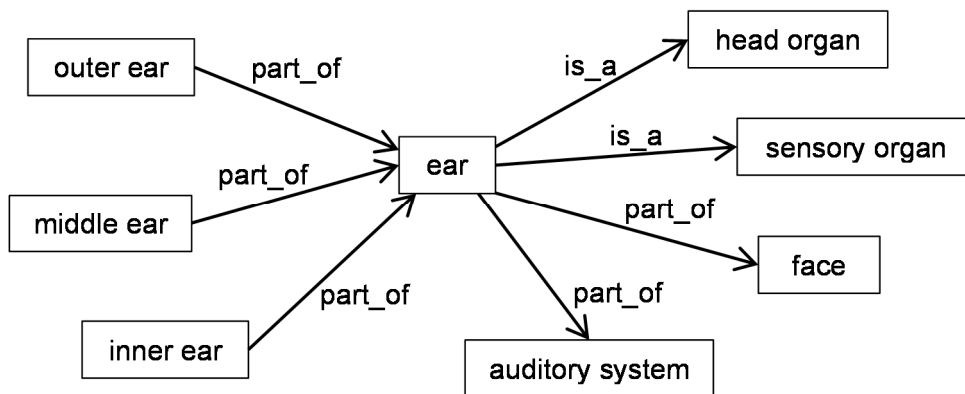 outer ear
part_of
head organ
is_a
is_a
sensory organ
ear
part_of
middle ear
part_of
face
part_of
part_of
inner ear
auditory system